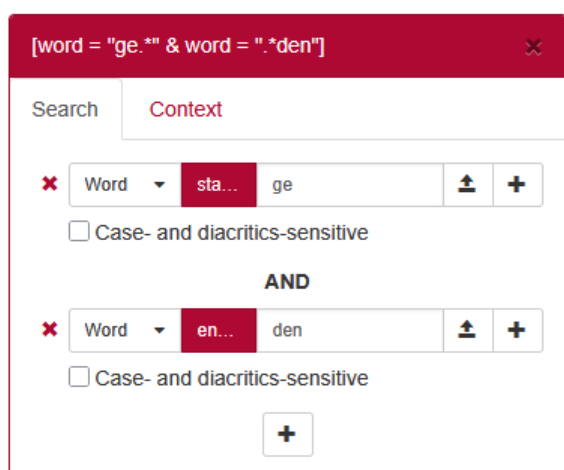 [word = "ge.*" & word = ".*den"]
Search Context
Word sta... ge
Case- and diacritics-sensitive
AND
Word en... den
Case- and diacritics-sensitive